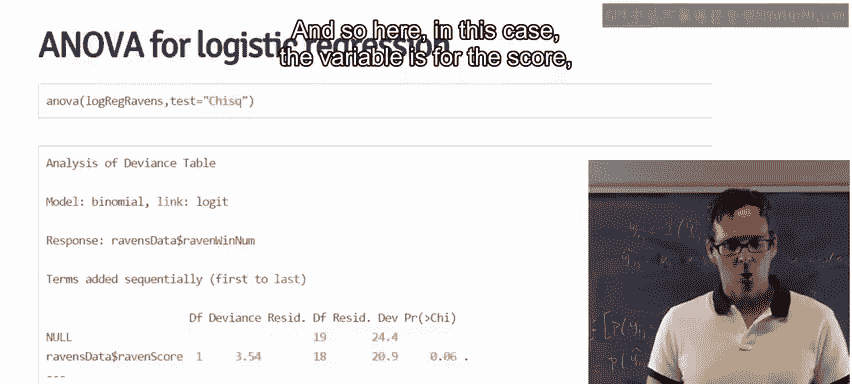 ANOVA for logistic regression
And so here, in this case,
the variable is for the score,
anova(logRegRavens,test="Chisq")
Analysis of Deviance Table
Model: binomial, link: logit
Response: ravensData$ravenWinNum
Terms added sequentially (first to last)
Df Deviance Resid. Df Resid. Dev Pr(>Chi)
NULL 19 24.4
ravensData$ravenScore 1 3.54 18 20.9 0.06 .
---